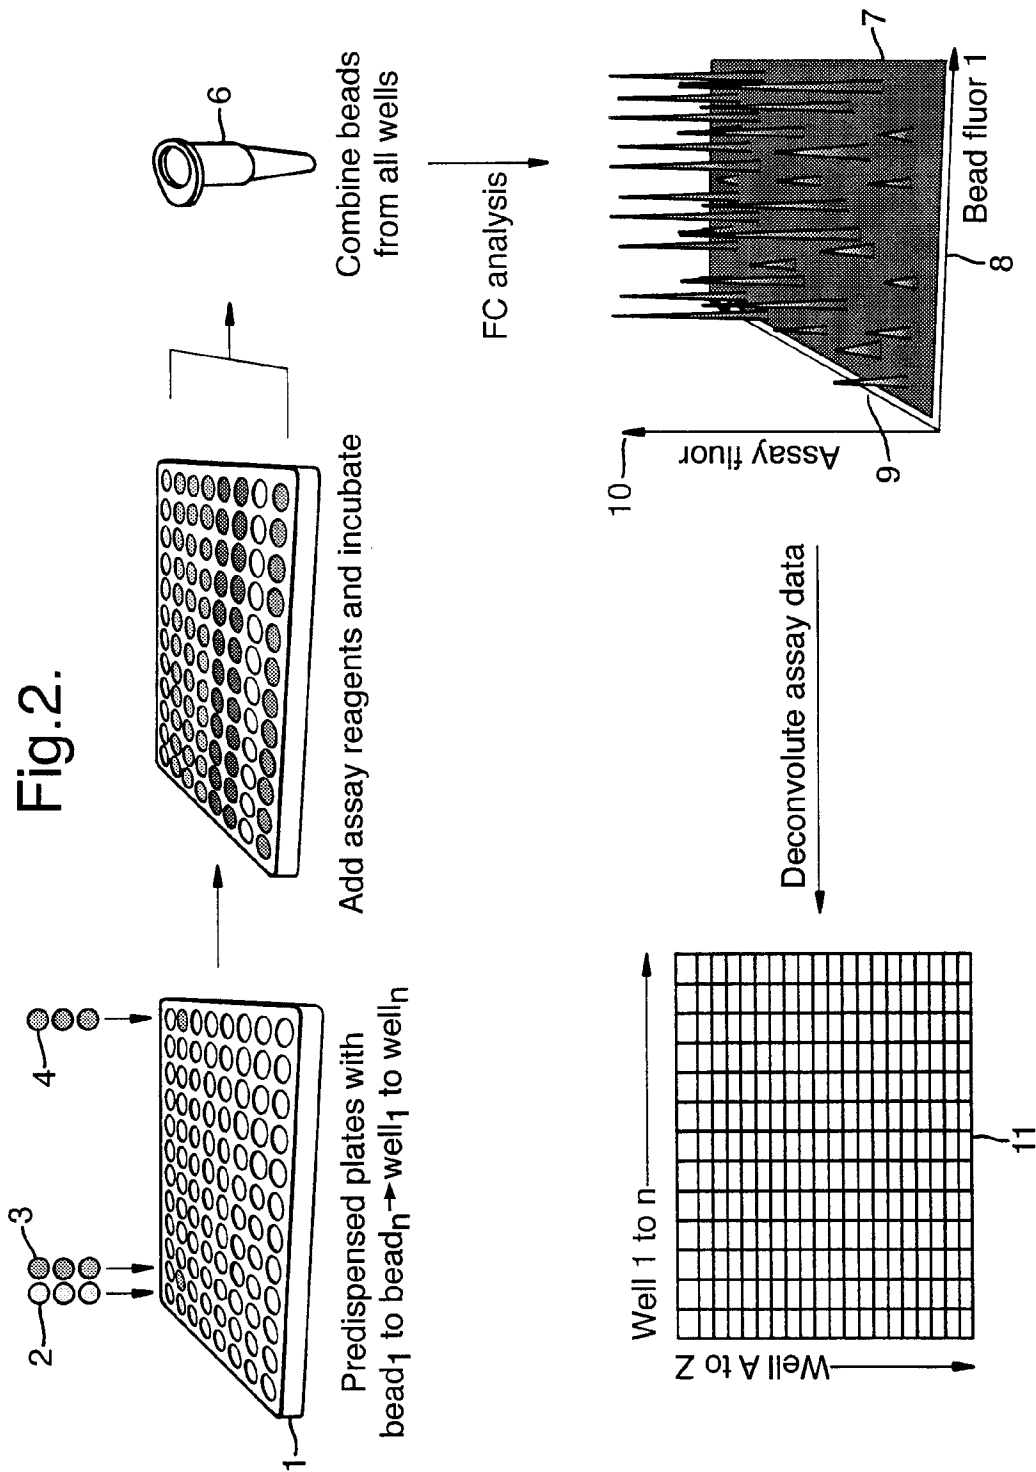 Fig.2.
2
3
4
1
Predispensed plates with
bead1 to beadn→well1 to welln
Add assay reagents and incubate
6
Combine beads
from all wells
FC analysis
7
Bead fluor 1
8
9
10
Assay fluor
Deconvolute assay data
Well 1 to n
Well A to Z
11